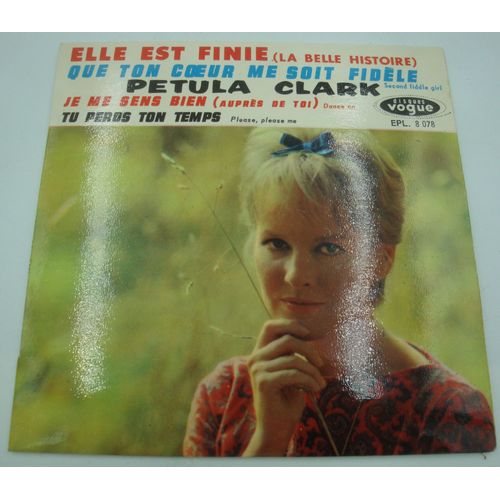 ELLE EST FINIE (LA BELLE HISTOIRE)
QUE TON CŒUR ME SOIT FIDÈLE
Second fiddle girl
PETULA CLARK
JE ME SENS BIEN (AUPRÈS DE TOI) Dance on
TU PERDS TON TEMPS Please, please me
DISQUES
vogue
EPL. 8 078